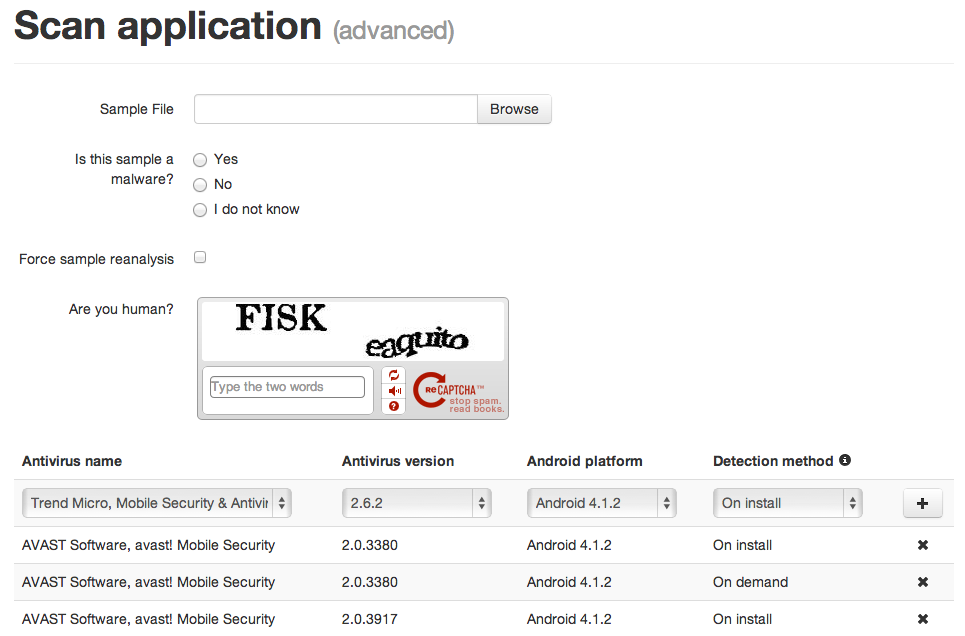 Scan application (advanced)
Sample File
Browse
Is this sample a
malware?
Yes
No
I do not know
Force sample reanalysis
Are you human?
FISK
eaquito
Type the two words
reCAPTCHA™
stop spam.
read books.
Antivirus name Antivirus version Android platform Detection method
Trend Micro, Mobile Security & Antivir 2.6.2 Android 4.1.2 On install
AVAST Software, avast! Mobile Security 2.0.3380 Android 4.1.2 On install
AVAST Software, avast! Mobile Security 2.0.3380 Android 4.1.2 On demand
AVAST Software, avast! Mobile Security 2.0.3917 Android 4.1.2 On install